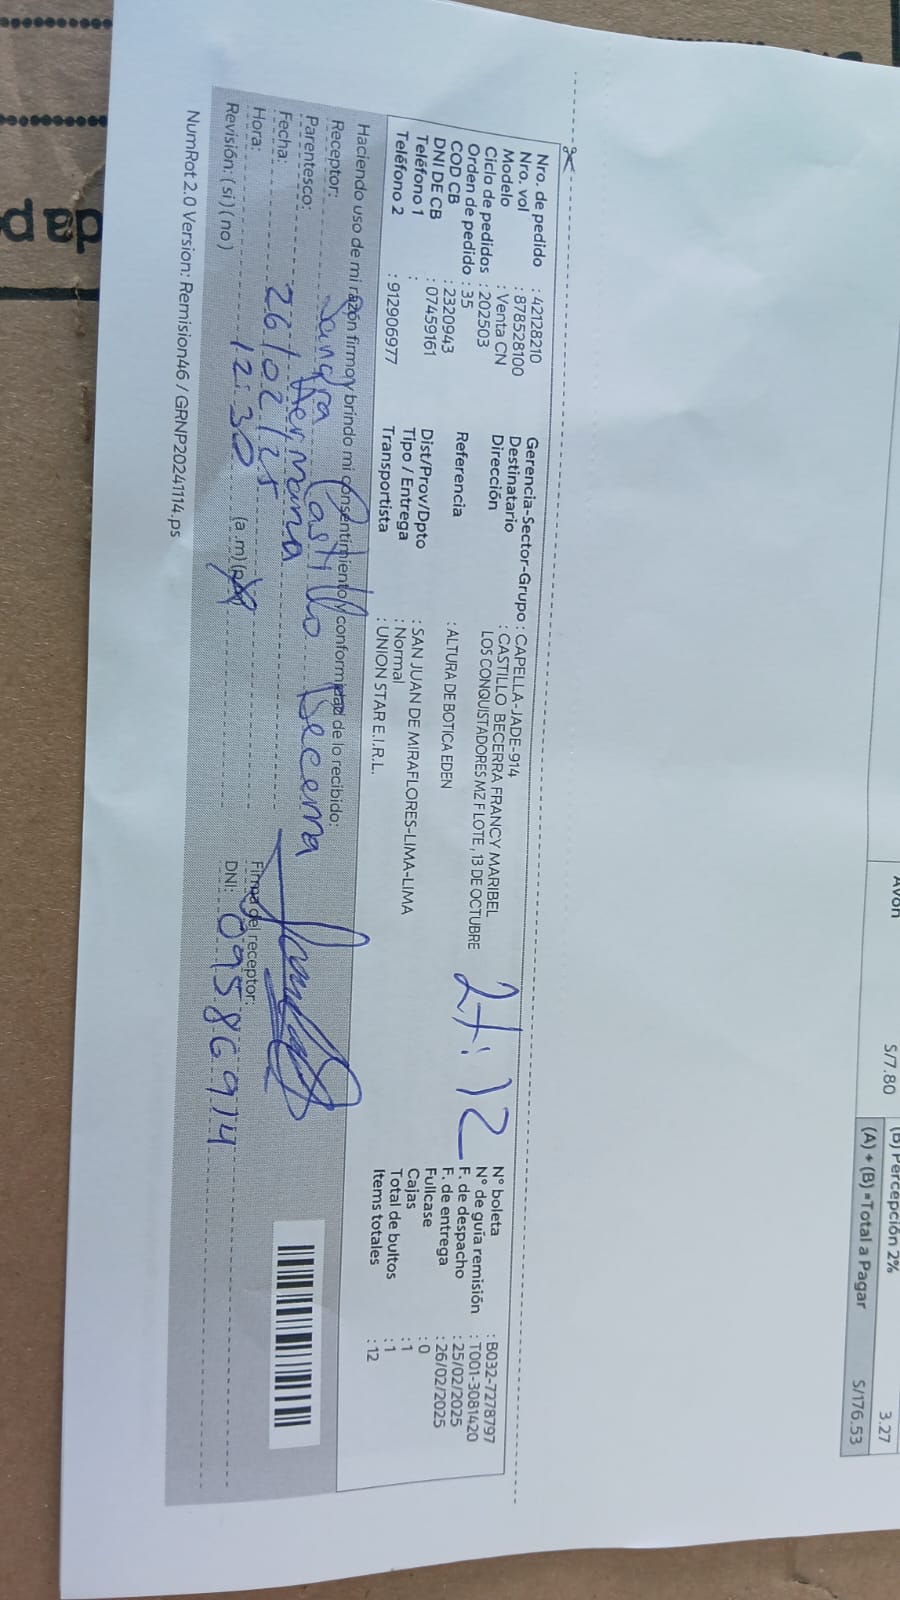 Avon S/7.80
(B) Percepción 2% 3.27
(A) + (B) =Total a Pagar S/176.53
Nro. de pedido : 42128210
Nro. vol : 878528100
Modelo : Venta CN
Ciclo de pedidos : 202503
Orden de pedido : 35
COD CB : 2320943
DNI DE CB : 07459161
Teléfono 1 :
Teléfono 2 : 912906977
Gerencia-Sector-Grupo : CAPELLA-JADE-914
Destinatario : CASTILLO BECERRA FRANCY MARIBEL
Dirección LOS CONQUISTADORES MZ F LOTE , 13 DE OCTUBRE
Referencia : ALTURA DE BOTICA EDEN
Dist/Prov/Dpto : SAN JUAN DE MIRAFLORES-LIMA-LIMA
Tipo / Entrega : Normal
Transportista : UNION STAR E.I.R.L.
N° boleta : B032-7278797
N° de guía remisión : T001-3081420
F. de despacho : 25/02/2025
F. de entrega : 26/02/2025
Fullcase : 0
Cajas : 1
Total de bultos : 1
Items totales : 12
Haciendo uso de mi razón firmo y brindo mi consentimiento y conformidad de lo recibido:
Receptor: Sandra Castillo Becerra
Parentesco: Hermana
Fecha: 26/02/25
Hora: 12:30 (a.m)
Revisión: ( si ) ( no )
Firma del receptor:
DNI: 09586914
NumRot 2.0 Version: Remision46 / GRNP20241114.ps
da pa